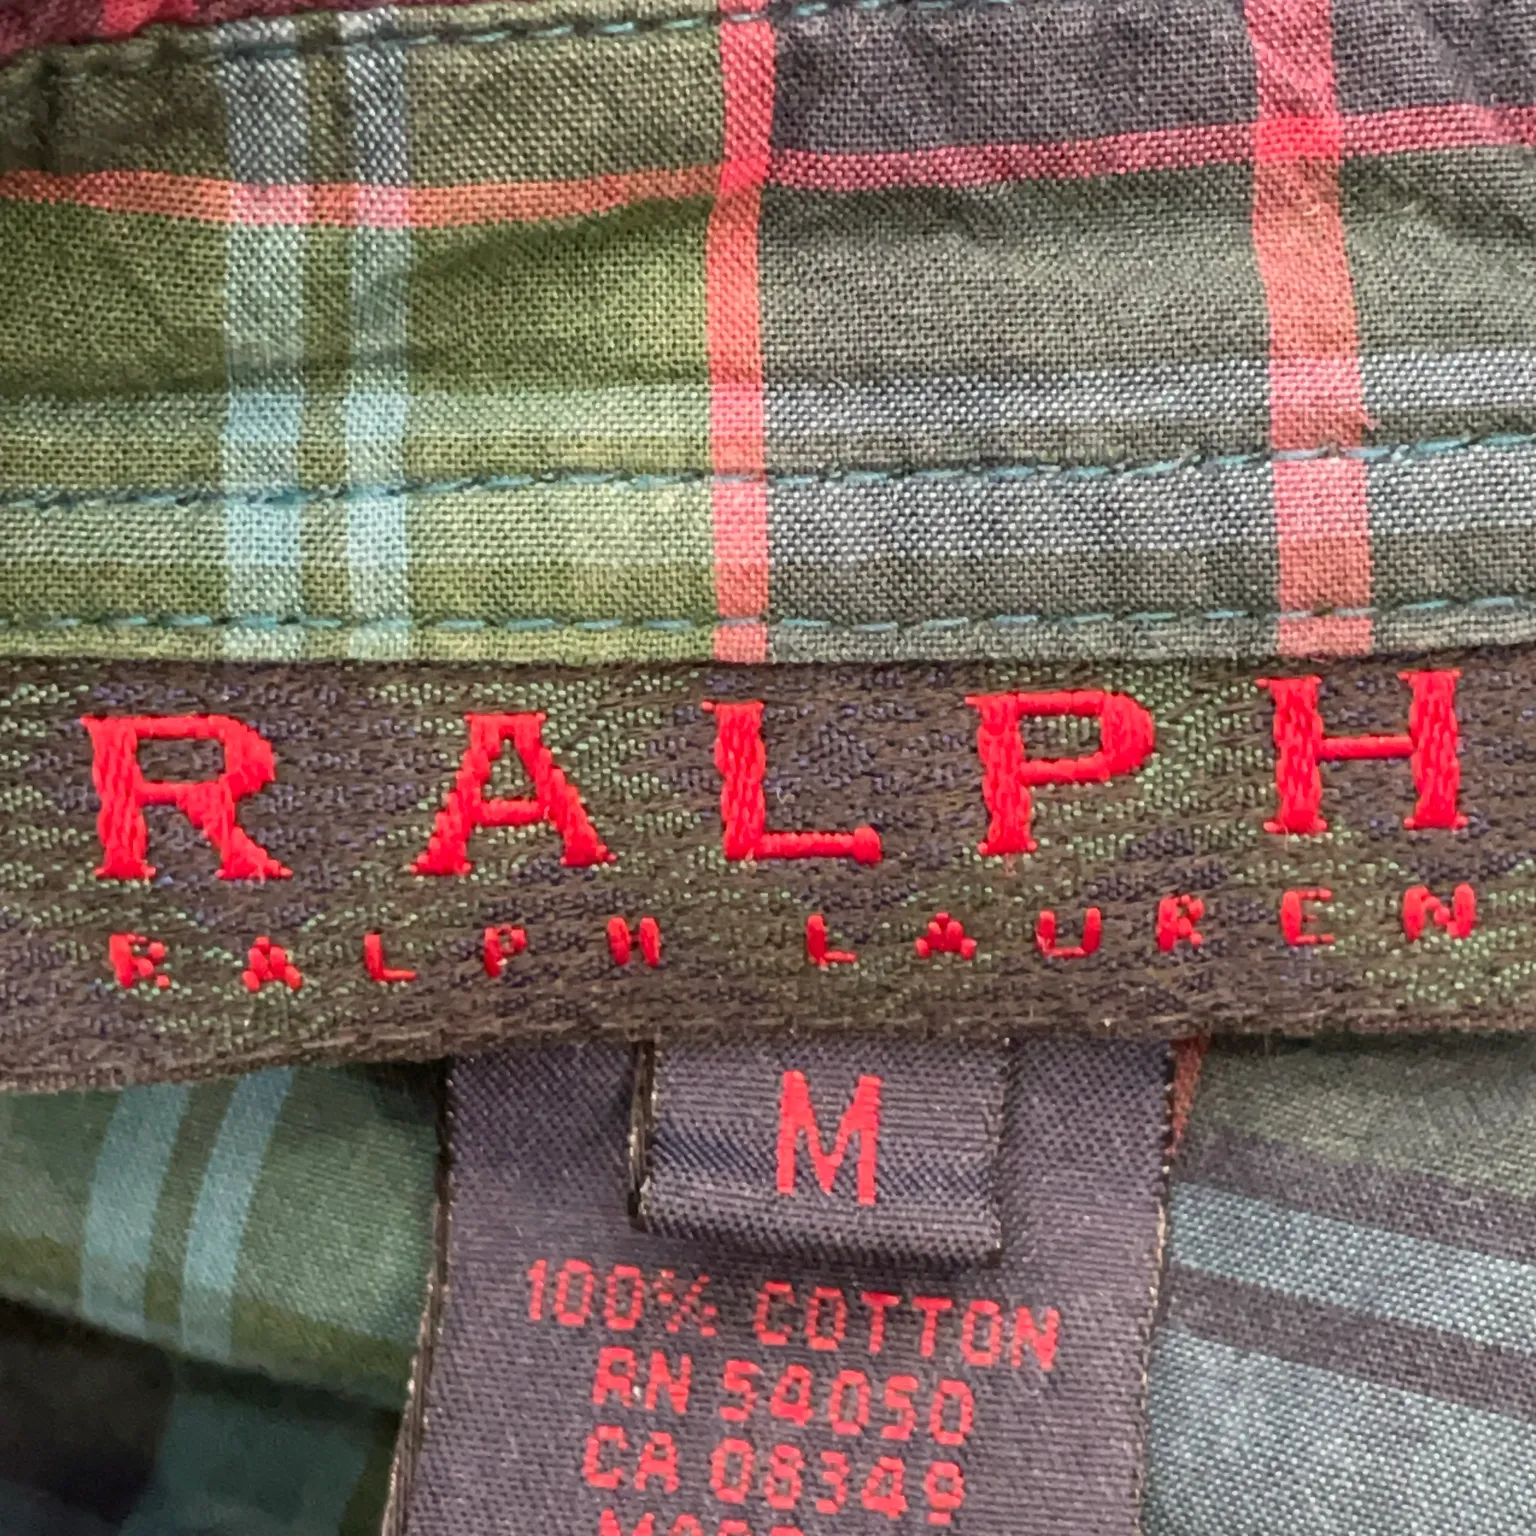 RALPH
RALPH LAUREN
M
100% COTTON
RN 54050
CA 08349